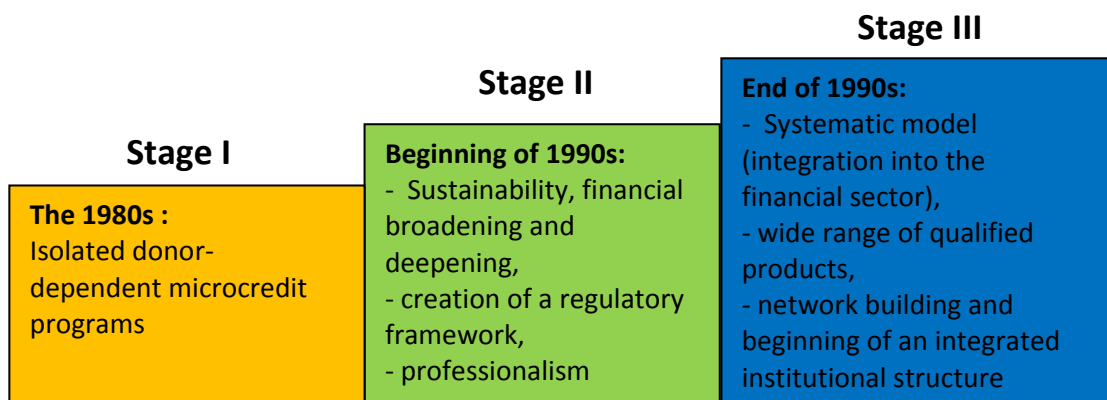 Stage I
The 1980s :
Isolated donor-
dependent microcredit
programs
Stage II
Beginning of 1990s:
- Sustainability, financial
broadening and
deepening,
- creation of a regulatory
framework,
- professionalism
Stage III
End of 1990s:
- Systematic model
(integration into the
financial sector),
- wide range of qualified
products,
- network building and
beginning of an integrated
institutional structure